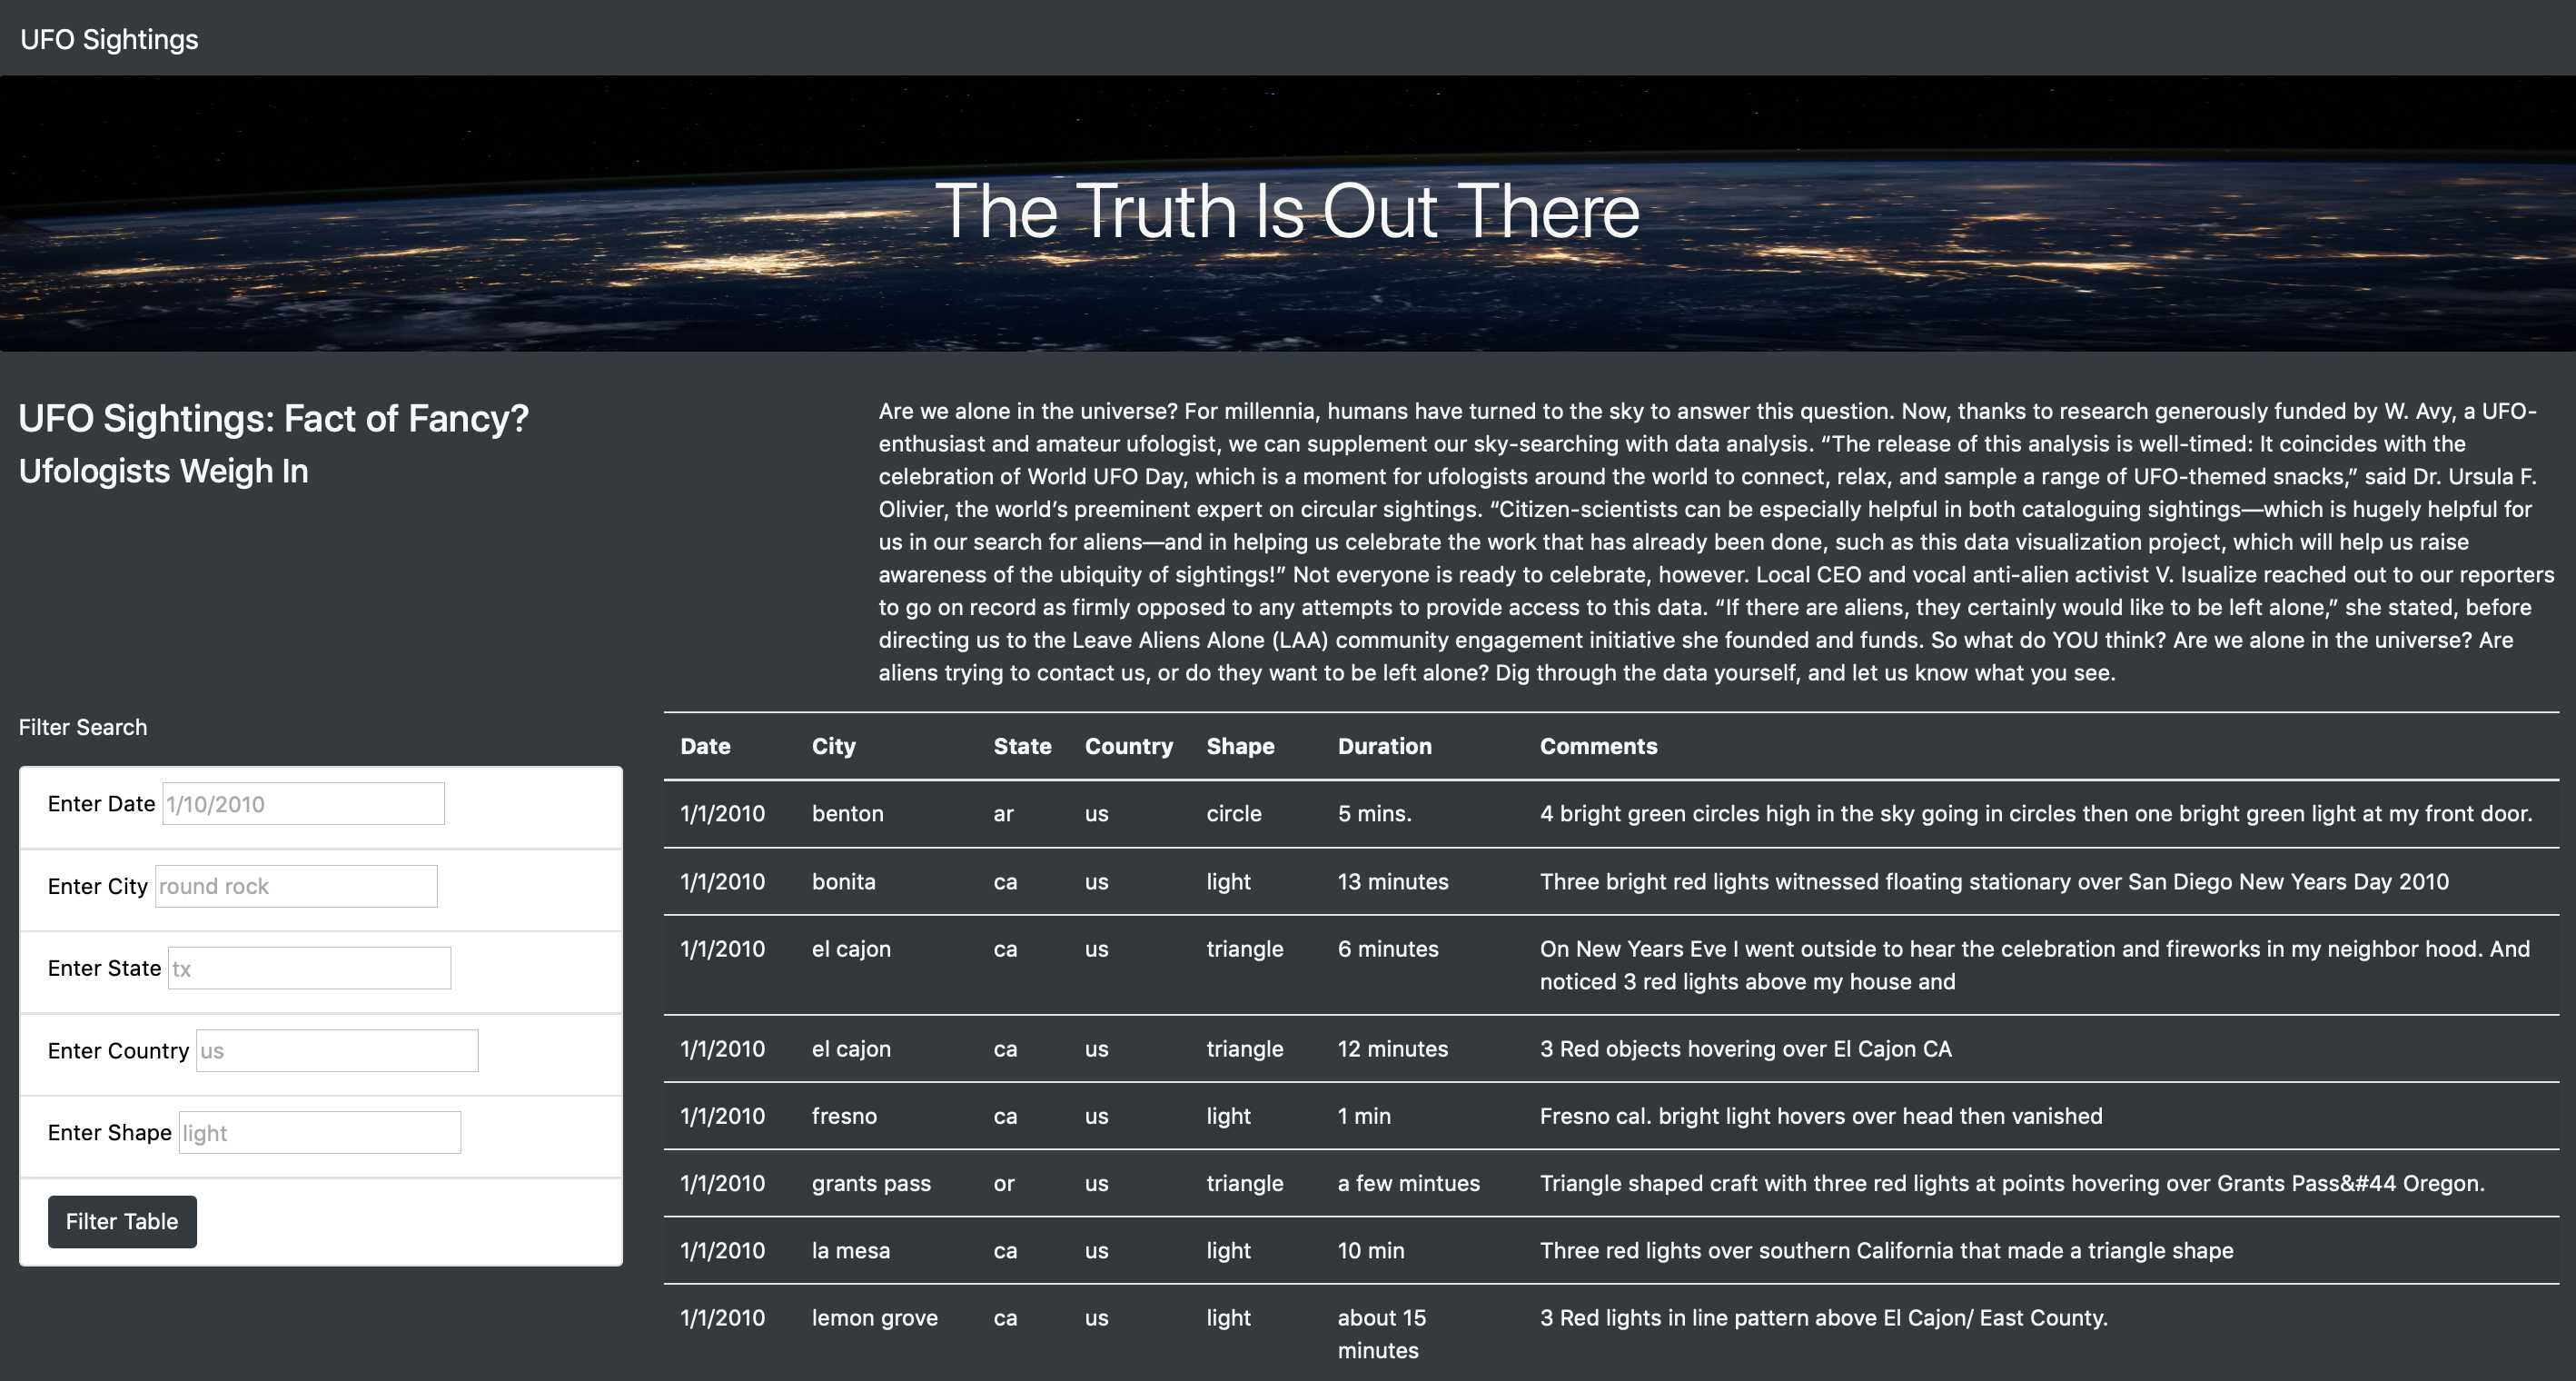 UFO Sightings
The Truth Is Out There
UFO Sightings: Fact of Fancy?
Ufologists Weigh In
Are we alone in the universe? For millennia, humans have turned to the sky to answer this question. Now, thanks to research generously funded by W. Avy, a UFO-
enthusiast and amateur ufologist, we can supplement our sky-searching with data analysis. “The release of this analysis is well-timed: It coincides with the
celebration of World UFO Day, which is a moment for ufologists around the world to connect, relax, and sample a range of UFO-themed snacks,” said Dr. Ursula F.
Olivier, the world’s preeminent expert on circular sightings. “Citizen-scientists can be especially helpful in both cataloguing sightings—which is hugely helpful for
us in our search for aliens—and in helping us celebrate the work that has already been done, such as this data visualization project, which will help us raise
awareness of the ubiquity of sightings!” Not everyone is ready to celebrate, however. Local CEO and vocal anti-alien activist V. Isualize reached out to our reporters
to go on record as firmly opposed to any attempts to provide access to this data. “If there are aliens, they certainly would like to be left alone,” she stated, before
directing us to the Leave Aliens Alone (LAA) community engagement initiative she founded and funds. So what do YOU think? Are we alone in the universe? Are
aliens trying to contact us, or do they want to be left alone? Dig through the data yourself, and let us know what you see.
Filter Search
Enter Date 1/10/2010
Enter City round rock
Enter State tx
Enter Country us
Enter Shape light
Filter Table
Date City State Country Shape Duration Comments
1/1/2010 benton ar us circle 5 mins. 4 bright green circles high in the sky going in circles then one bright green light at my front door.
1/1/2010 bonita ca us light 13 minutes Three bright red lights witnessed floating stationary over San Diego New Years Day 2010
1/1/2010 el cajon ca us triangle 6 minutes On New Years Eve I went outside to hear the celebration and fireworks in my neighbor hood. And
noticed 3 red lights above my house and
1/1/2010 el cajon ca us triangle 12 minutes 3 Red objects hovering over El Cajon CA
1/1/2010 fresno ca us light 1 min Fresno cal. bright light hovers over head then vanished
1/1/2010 grants pass or us triangle a few mintues Triangle shaped craft with three red lights at points hovering over Grants Pass&#44 Oregon.
1/1/2010 la mesa ca us light 10 min Three red lights over southern California that made a triangle shape
1/1/2010 lemon grove ca us light about 15 3 Red lights in line pattern above El Cajon/ East County.
minutes